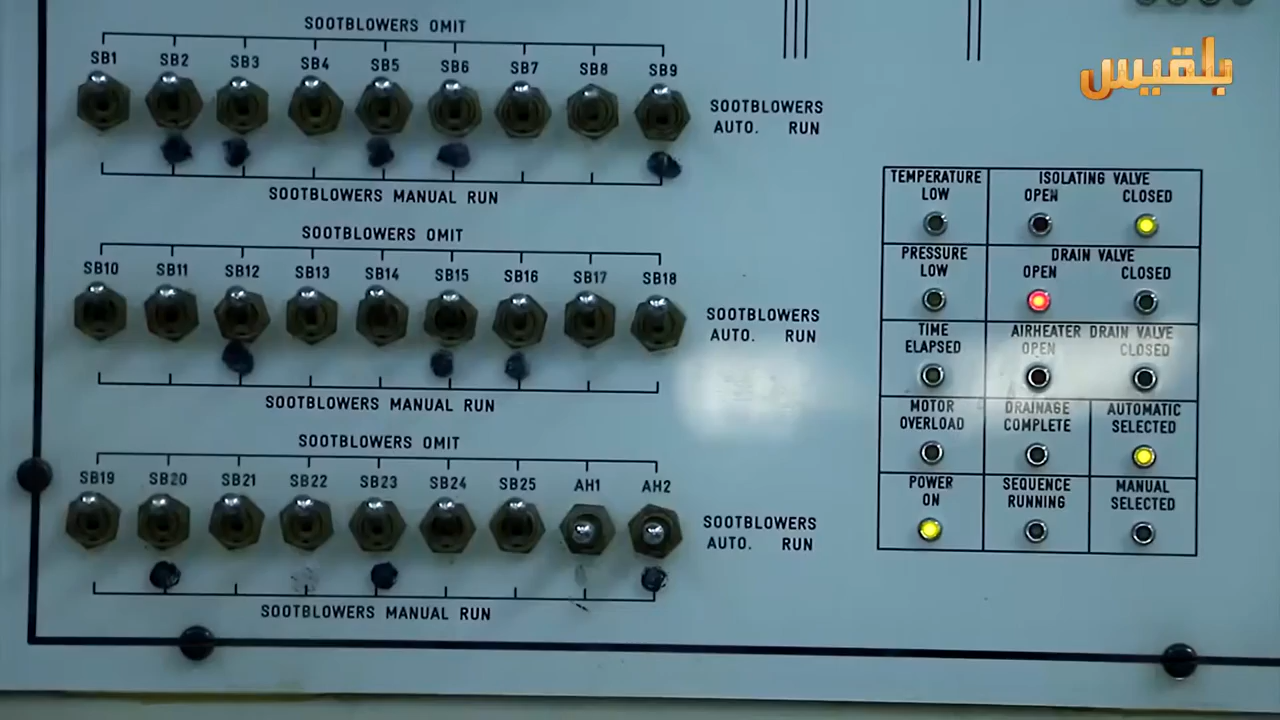 SOOTBLOWERS OMIT
SB1 SB2 SB3 SB4 SB5 SB6 SB7 SB8 SB9
SOOTBLOWERS
AUTO. RUN
SOOTBLOWERS MANUAL RUN
SOOTBLOWERS OMIT
SB10 SB11 SB12 SB13 SB14 SB15 SB16 SB17 SB18
SOOTBLOWERS
AUTO. RUN
SOOTBLOWERS MANUAL RUN
SOOTBLOWERS OMIT
SB19 SB20 SB21 SB22 SB23 SB24 SB25 AH1 AH2
SOOTBLOWERS
AUTO. RUN
SOOTBLOWERS MANUAL RUN
بلقيس
TEMPERATURE
LOW
ISOLATING VALVE
OPEN CLOSED
PRESSURE
LOW
DRAIN VALVE
OPEN CLOSED
TIME
ELAPSED
AIRHEATER DRAIN VALVE
OPEN CLOSED
MOTOR
OVERLOAD
DRAINAGE
COMPLETE
AUTOMATIC
SELECTED
POWER
ON
SEQUENCE
RUNNING
MANUAL
SELECTED